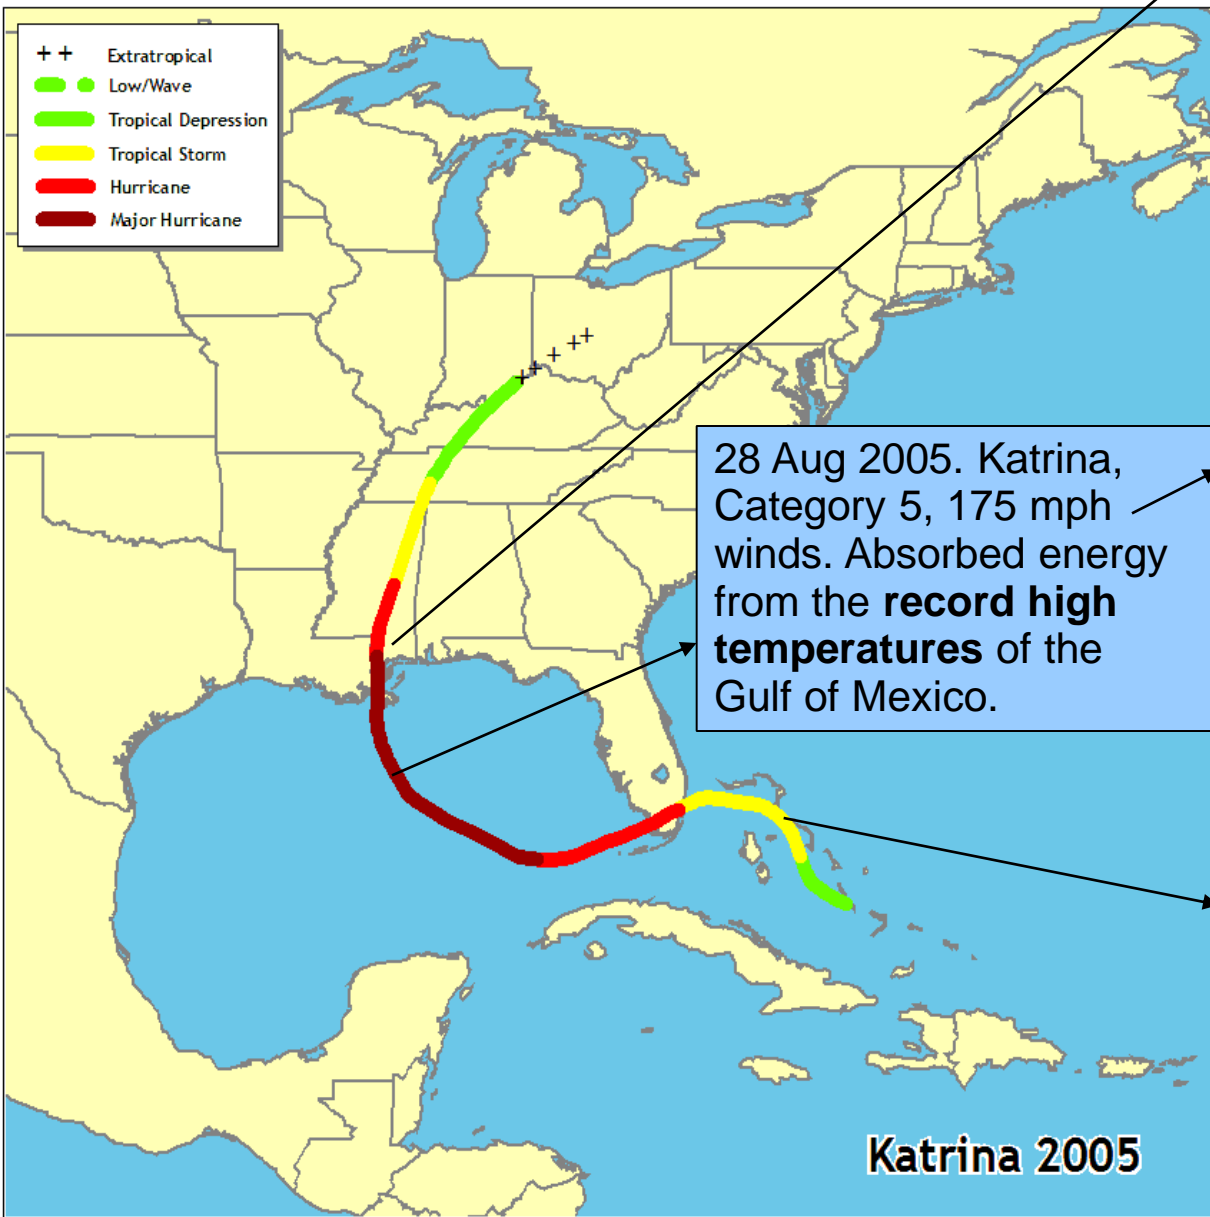 ++ Extratropical
Low/Wave
Tropical Depression
Tropical Storm
Hurricane
Major Hurricane
28 Aug 2005. Katrina,
Category 5, 175 mph
winds. Absorbed energy
from the record high
temperatures of the
Gulf of Mexico.
Katrina 2005